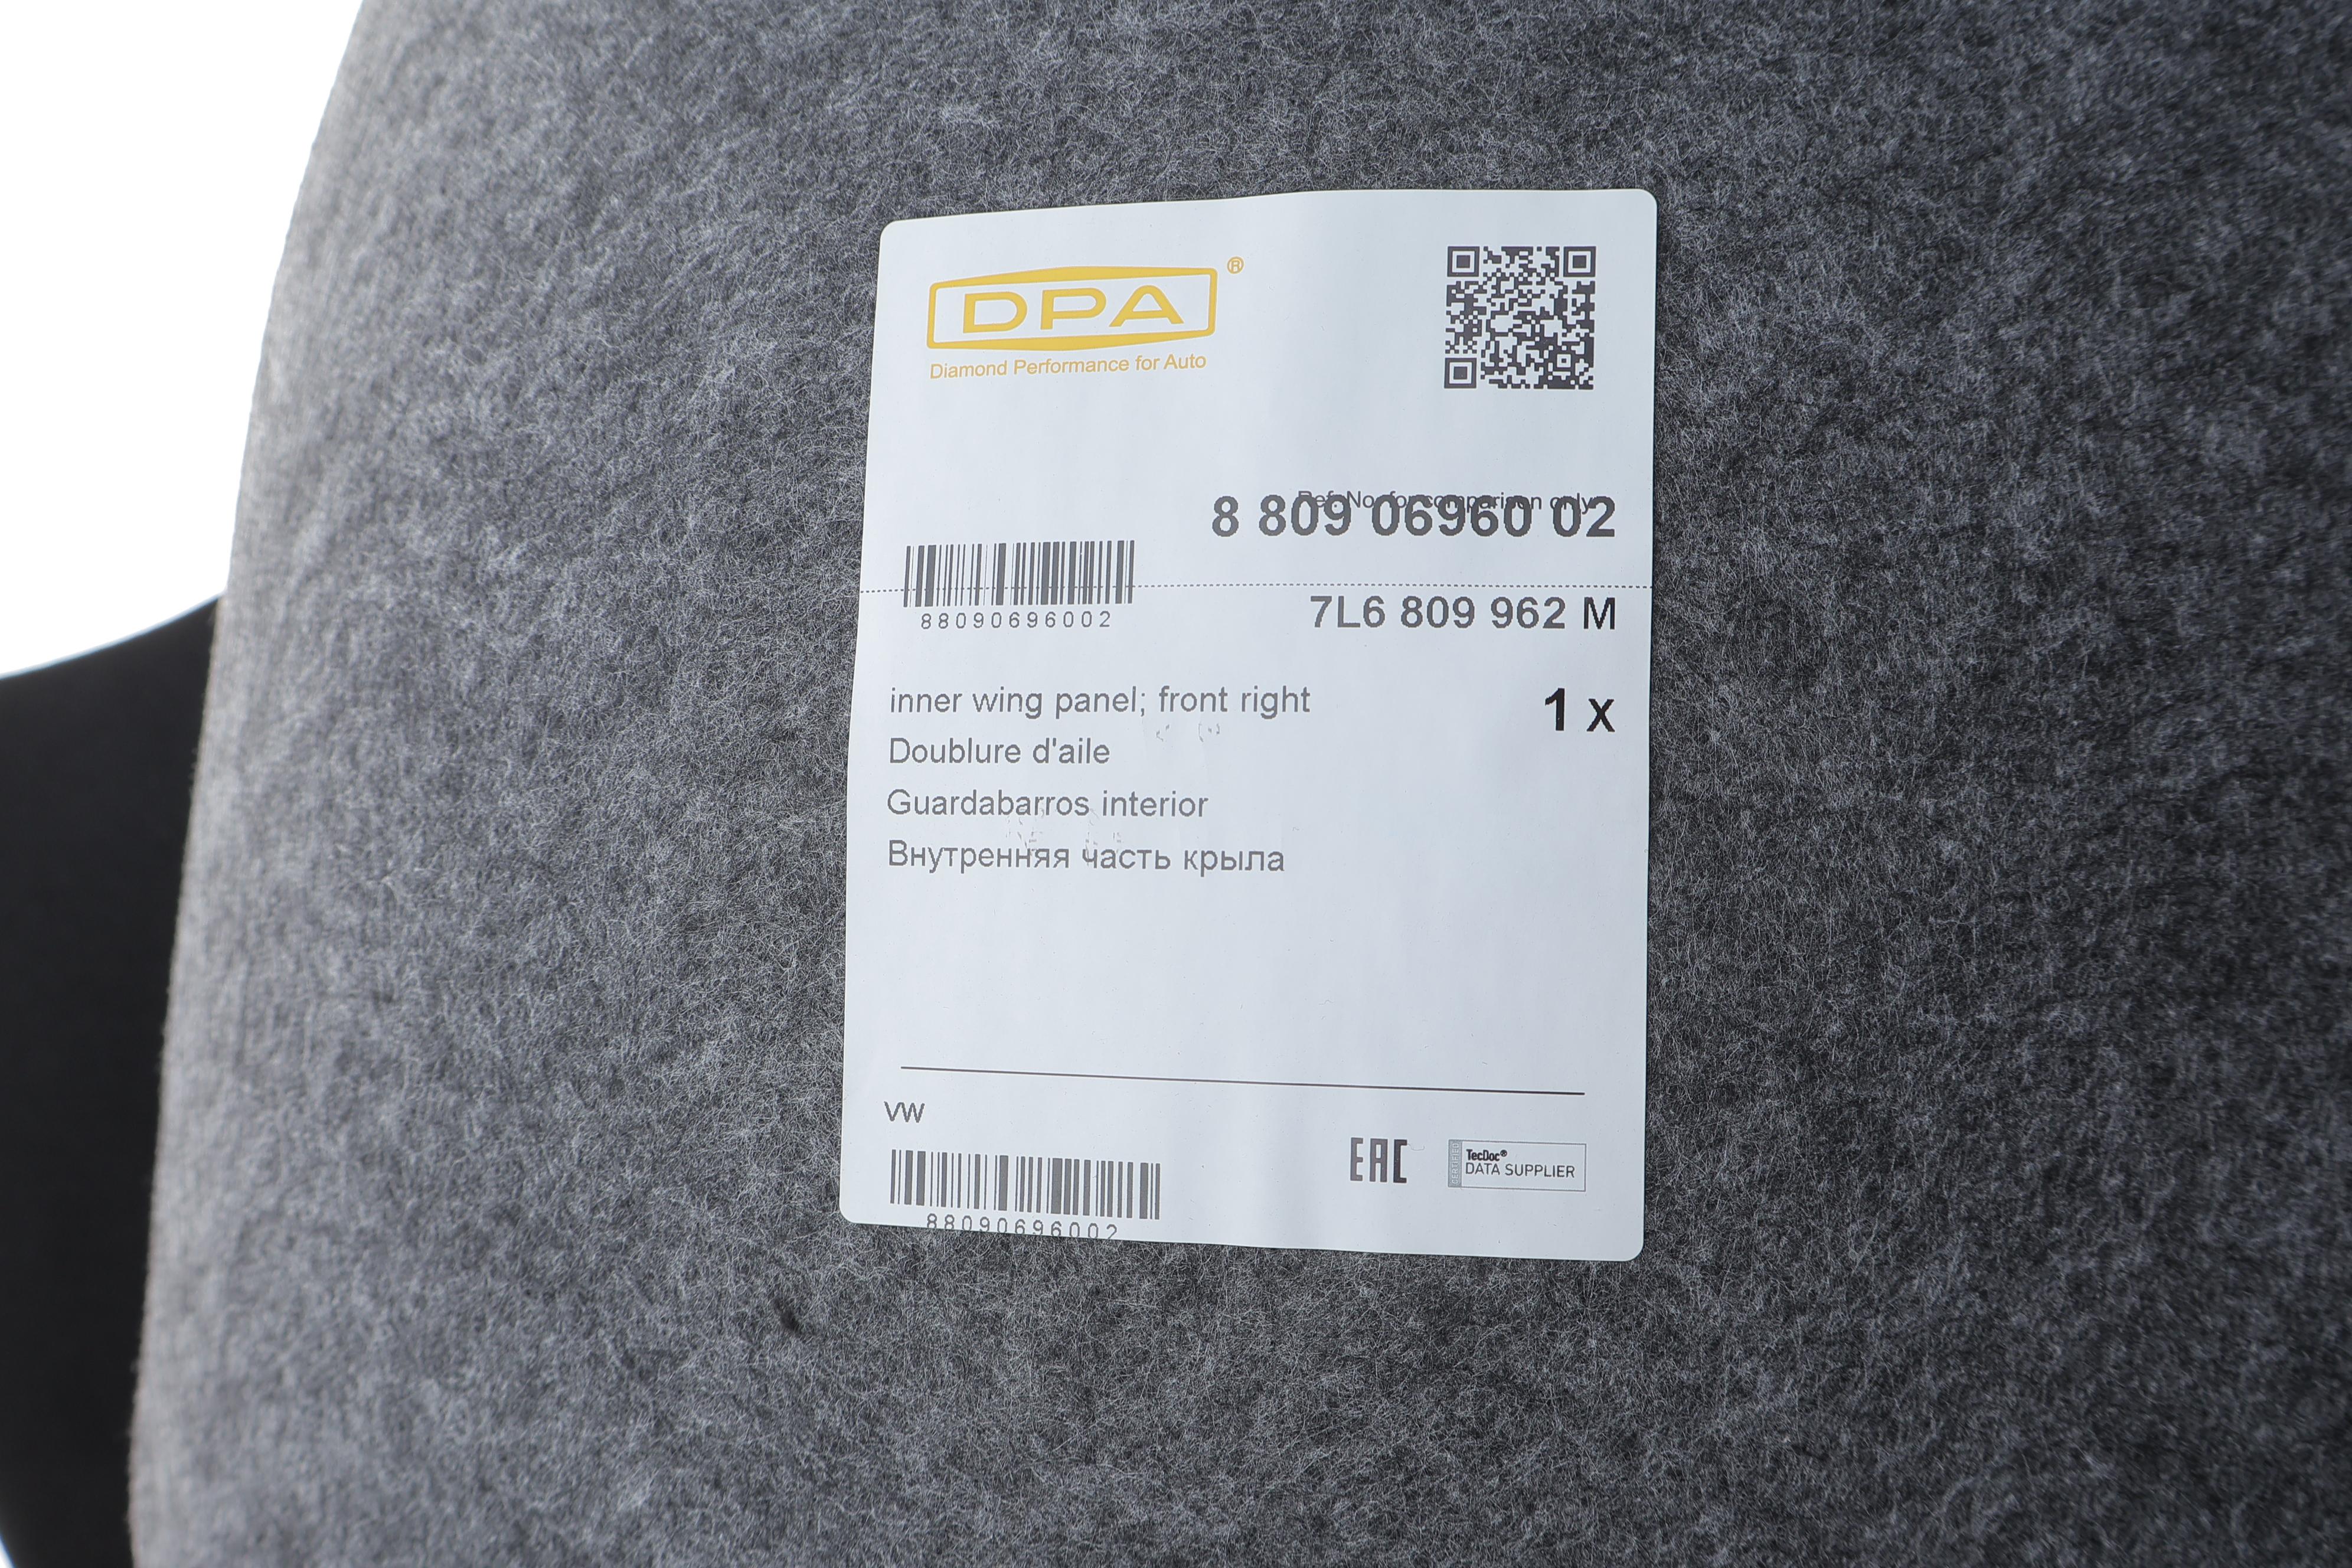 DPA ®
Diamond Performance for Auto
Ref. No. for comparison only
8 809 06960 02
88090696002
7L6 809 962 M
inner wing panel; front right
1 x
Doublure d'aile
Guardabarros interior
Внутренняя часть крыла
VW
EAC
CERTIFIED
TecDoc®
DATA SUPPLIER
88090696002